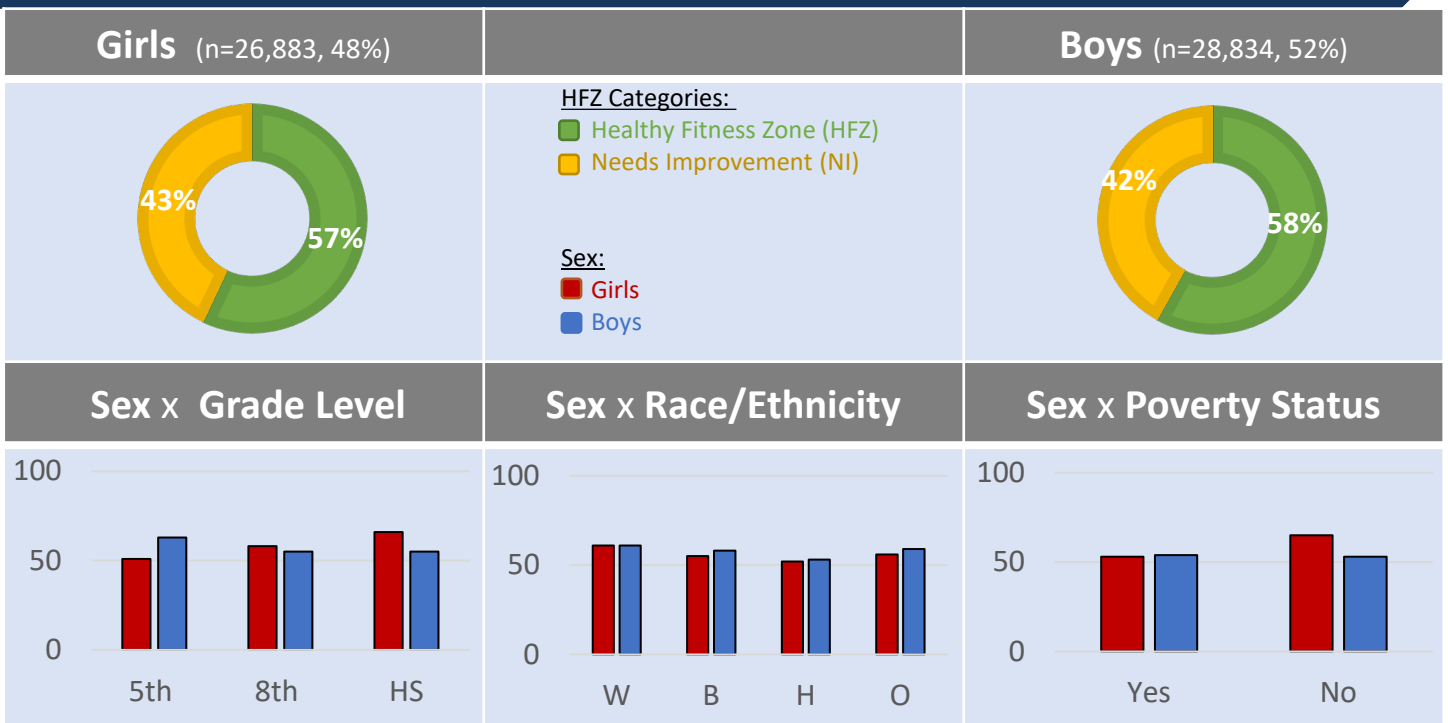 Girls (n=26,883, 48%)
Boys (n=28,834, 52%)
43%
57%
HFZ Categories:
Healthy Fitness Zone (HFZ)
Needs Improvement (NI)
Sex:
Girls
Boys
42%
58%
Sex x Grade Level
Sex x Race/Ethnicity
Sex x Poverty Status
100
50
0
5th 8th HS
100
50
0
W B H O
100
50
0
Yes No